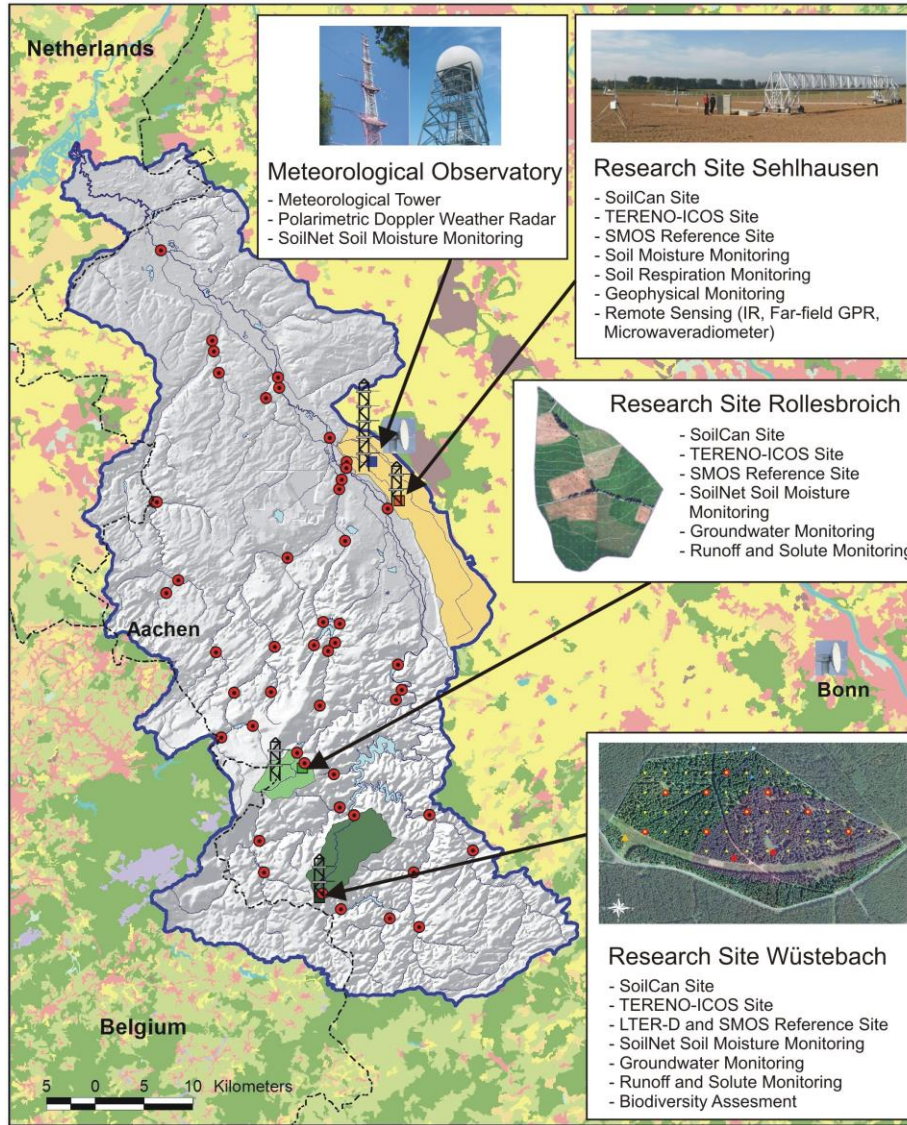 Netherlands
Meteorological Observatory
- Meteorological Tower
- Polarimetric Doppler Weather Radar
- SoilNet Soil Moisture Monitoring
Research Site Sehlhausen
- SoilCan Site
- TERENO-ICOS Site
- SMOS Reference Site
- Soil Moisture Monitoring
- Soil Respiration Monitoring
- Geophysical Monitoring
- Remote Sensing (IR, Far-field GPR,
Microwaveradiometer)
Research Site Rollesbroich
- SoilCan Site
- TERENO-ICOS Site
- SMOS Reference Site
- SoilNet Soil Moisture
Monitoring
- Groundwater Monitoring
- Runoff and Solute Monitoring
Aachen
Bonn
Research Site Wüstebach
- SoilCan Site
- TERENO-ICOS Site
- LTER-D and SMOS Reference Site
- SoilNet Soil Moisture Monitoring
- Groundwater Monitoring
- Runoff and Solute Monitoring
- Biodiversity Assesment
Belgium
5 0 5 10 Kilometers